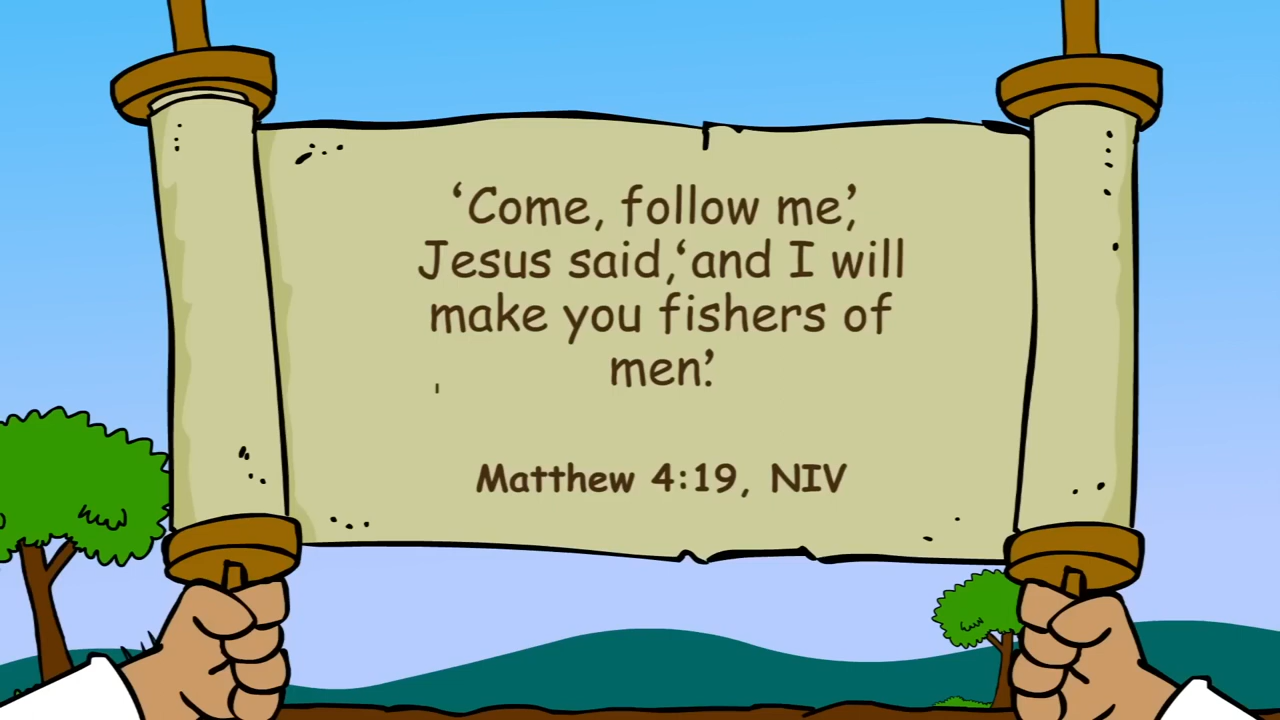 ‘Come, follow me’,
Jesus said,‘and I will
make you fishers of
men’.
Matthew 4:19, NIV